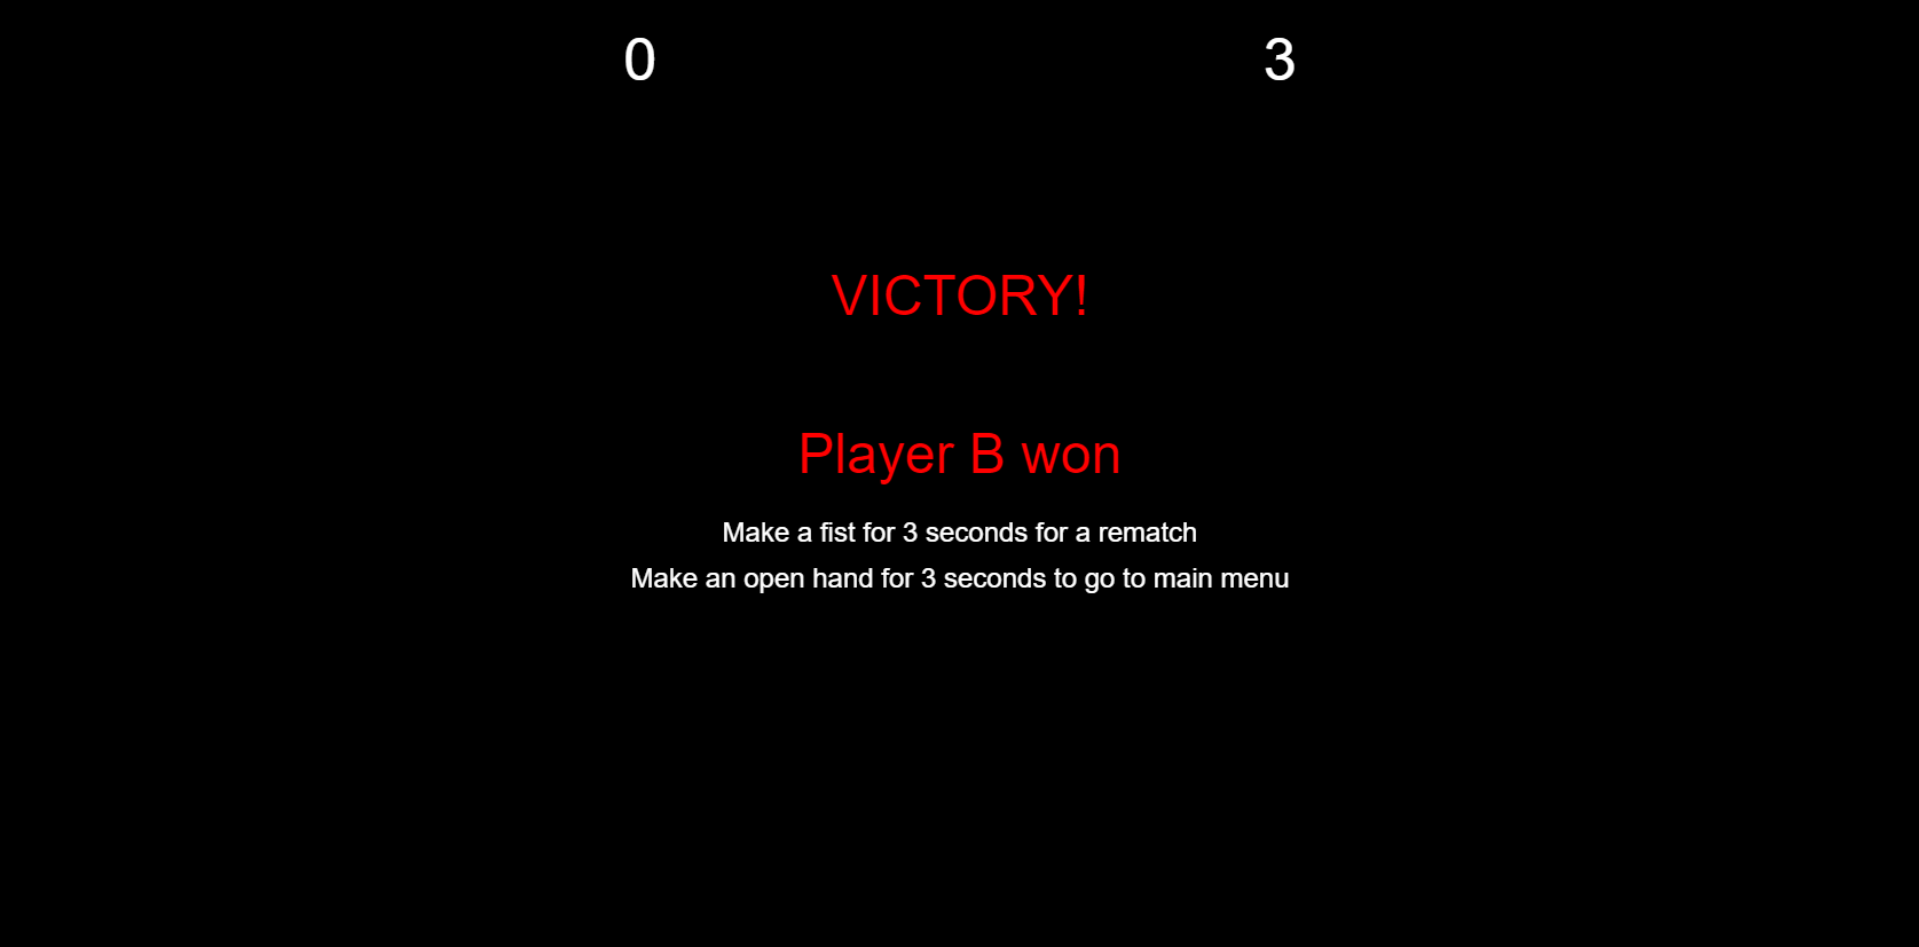 0 3
VICTORY!
Player B won
Make a fist for 3 seconds for a rematch
Make an open hand for 3 seconds to go to main menu